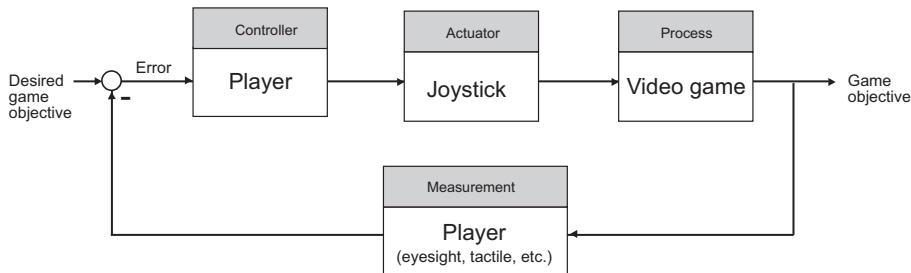 Controller
Player
Actuator
Joystick
Process
Video game
Desired
game
objective
Error
-
Game
objective
Measurement
Player
(eyesight, tactile, etc.)